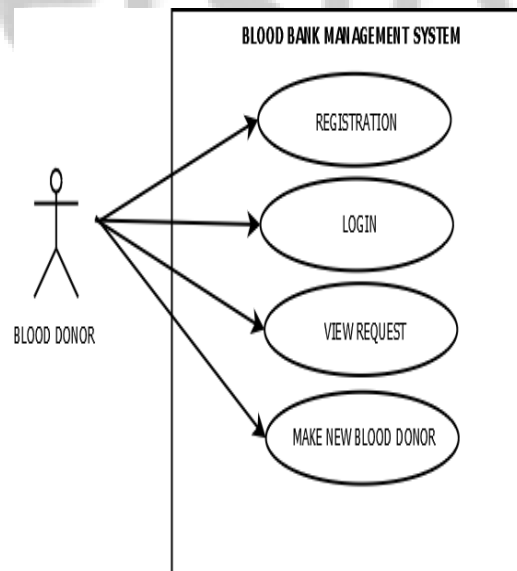 BLOOD BANK MANAGEMENT SYSTEM
REGISTRATION
LOGIN
VIEW REQUEST
BLOOD DONOR
MAKE NEW BLOOD DONOR